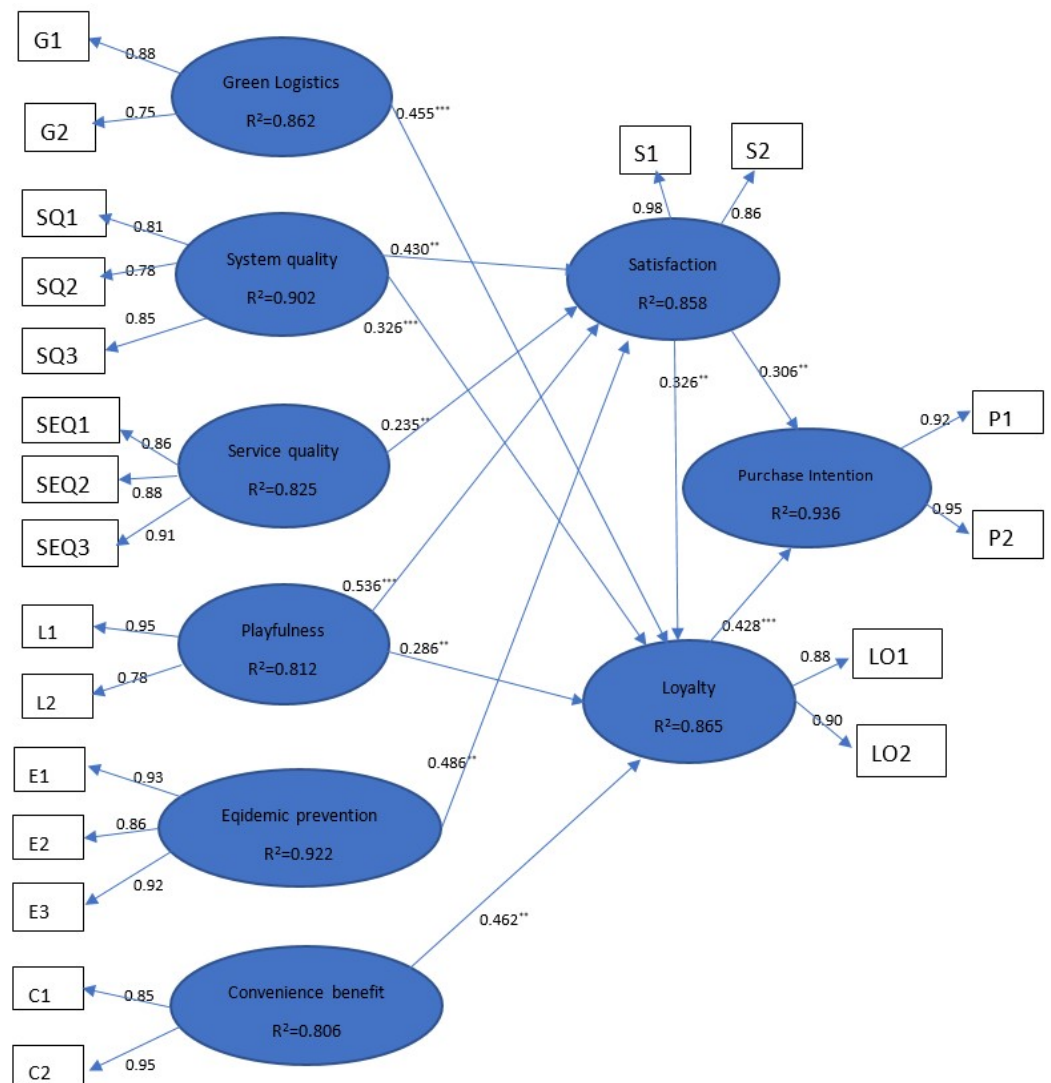 G1
0.88
Green Logistics
R²=0.862
0.75
G2
0.455***
S1
S2
0.98
0.86
SQ1
0.81
System quality
R²=0.902
SQ2
0.78
SQ3
0.85
0.430**
0.326***
Satisfaction
R²=0.858
SEQ1
0.86
Service quality
R²=0.825
SEQ2
0.88
SEQ3
0.91
0.235**
0.326**
0.306**
Purchase Intention
R²=0.936
0.92
P1
0.95
P2
L1
0.95
Playfulness
R²=0.812
L2
0.78
0.536***
0.286**
0.428***
Loyalty
R²=0.865
0.88
LO1
0.90
LO2
E1
0.93
Eqidemic prevention
R²=0.922
E2
0.86
E3
0.92
0.486**
0.462**
C1
0.85
Convenience benefit
R²=0.806
C2
0.95